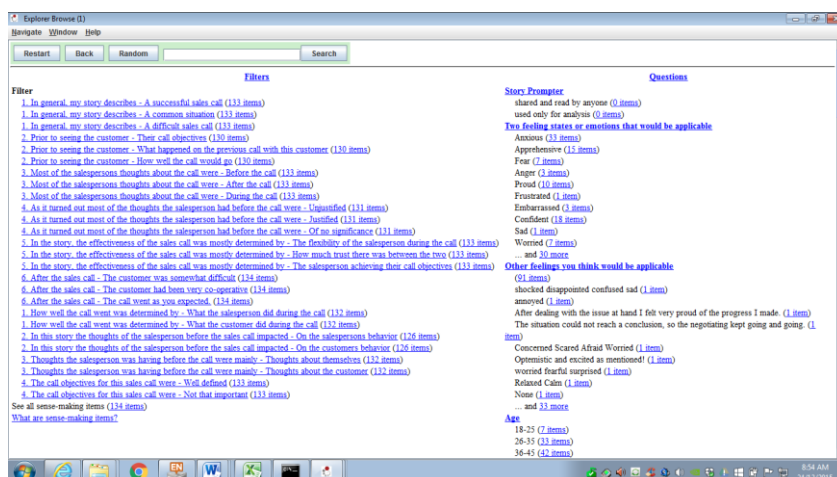 Explorer Browse (1)
Navigate Window Help
Restart Back Random Search
Filters
Filter
1. In general, my story describes - A successful sales call (133 items)
1. In general, my story describes - A common situation (133 items)
1. In general, my story describes - A difficult sales call (133 items)
2. Prior to seeing the customer - Their call objectives (130 items)
2. Prior to seeing the customer - What happened on the previous call with this customer (130 items)
2. Prior to seeing the customer - How well the call would go (130 items)
3. Most of the salespersons thoughts about the call were - Before the call (133 items)
3. Most of the salespersons thoughts about the call were - After the call (133 items)
3. Most of the salespersons thoughts about the call were - During the call (133 items)
4. As it turned out most of the thoughts the salesperson had before the call were - Unjustified (131 items)
4. As it turned out most of the thoughts the salesperson had before the call were - Justified (131 items)
4. As it turned out most of the thoughts the salesperson had before the call were - Of no significance (131 items)
5. In the story, the effectiveness of the sales call was mostly determined by - The flexibility of the salesperson during the call (133 items)
5. In the story, the effectiveness of the sales call was mostly determined by - How much trust there was between the two (133 items)
5. In the story, the effectiveness of the sales call was mostly determined by - The salesperson achieving their call objectives (133 items)
6. After the sales call - The customer was somewhat difficult (134 items)
6. After the sales call - The customer had been very co-operative (134 items)
6. After the sales call - The call went as you expected. (134 items)
1. How well the call went was determined by - What the salesperson did during the call (132 items)
1. How well the call went was determined by - What the customer did during the call (132 items)
2. In this story the thoughts of the salesperson before the sales call impacted - On the salespersons behavior (126 items)
2. In this story the thoughts of the salesperson before the sales call impacted - On the customers behavior (126 items)
3. Thoughts the salesperson was having before the call were mainly - Thoughts about themselves (132 items)
3. Thoughts the salesperson was having before the call were mainly - Thoughts about the customer (132 items)
4. The call objectives for this sales call were - Well defined (133 items)
4. The call objectives for this sales call were - Not that important (133 items)
See all sense-making items (134 items)
What are sense-making items?
Questions
Story Prompter
shared and read by anyone (0 items)
used only for analysis (0 items)
Two feeling states or emotions that would be applicable
Anxious (33 items)
Apprehensive (15 items)
Fear (7 items)
Anger (3 items)
Proud (10 items)
Frustrated (1 item)
Embarrassed (3 items)
Confident (18 items)
Sad (1 item)
Worried (7 items)
... and 30 more
Other feelings you think would be applicable
(91 items)
shocked disappointed confused sad (1 item)
annoyed (1 item)
After dealing with the issue at hand I felt very proud of the progress I made. (1 item)
The situation could not reach a conclusion, so the negotiating kept going and going. (1
item)
Concerned Scared Afraid Worried (1 item)
Optemistic and excited as mentioned! (1 item)
worried fearful surprised (1 item)
Relaxed Calm (1 item)
None (1 item)
... and 33 more
Age
18-25 (7 items)
26-35 (33 items)
36-45 (42 items)
EN
8:54 AM